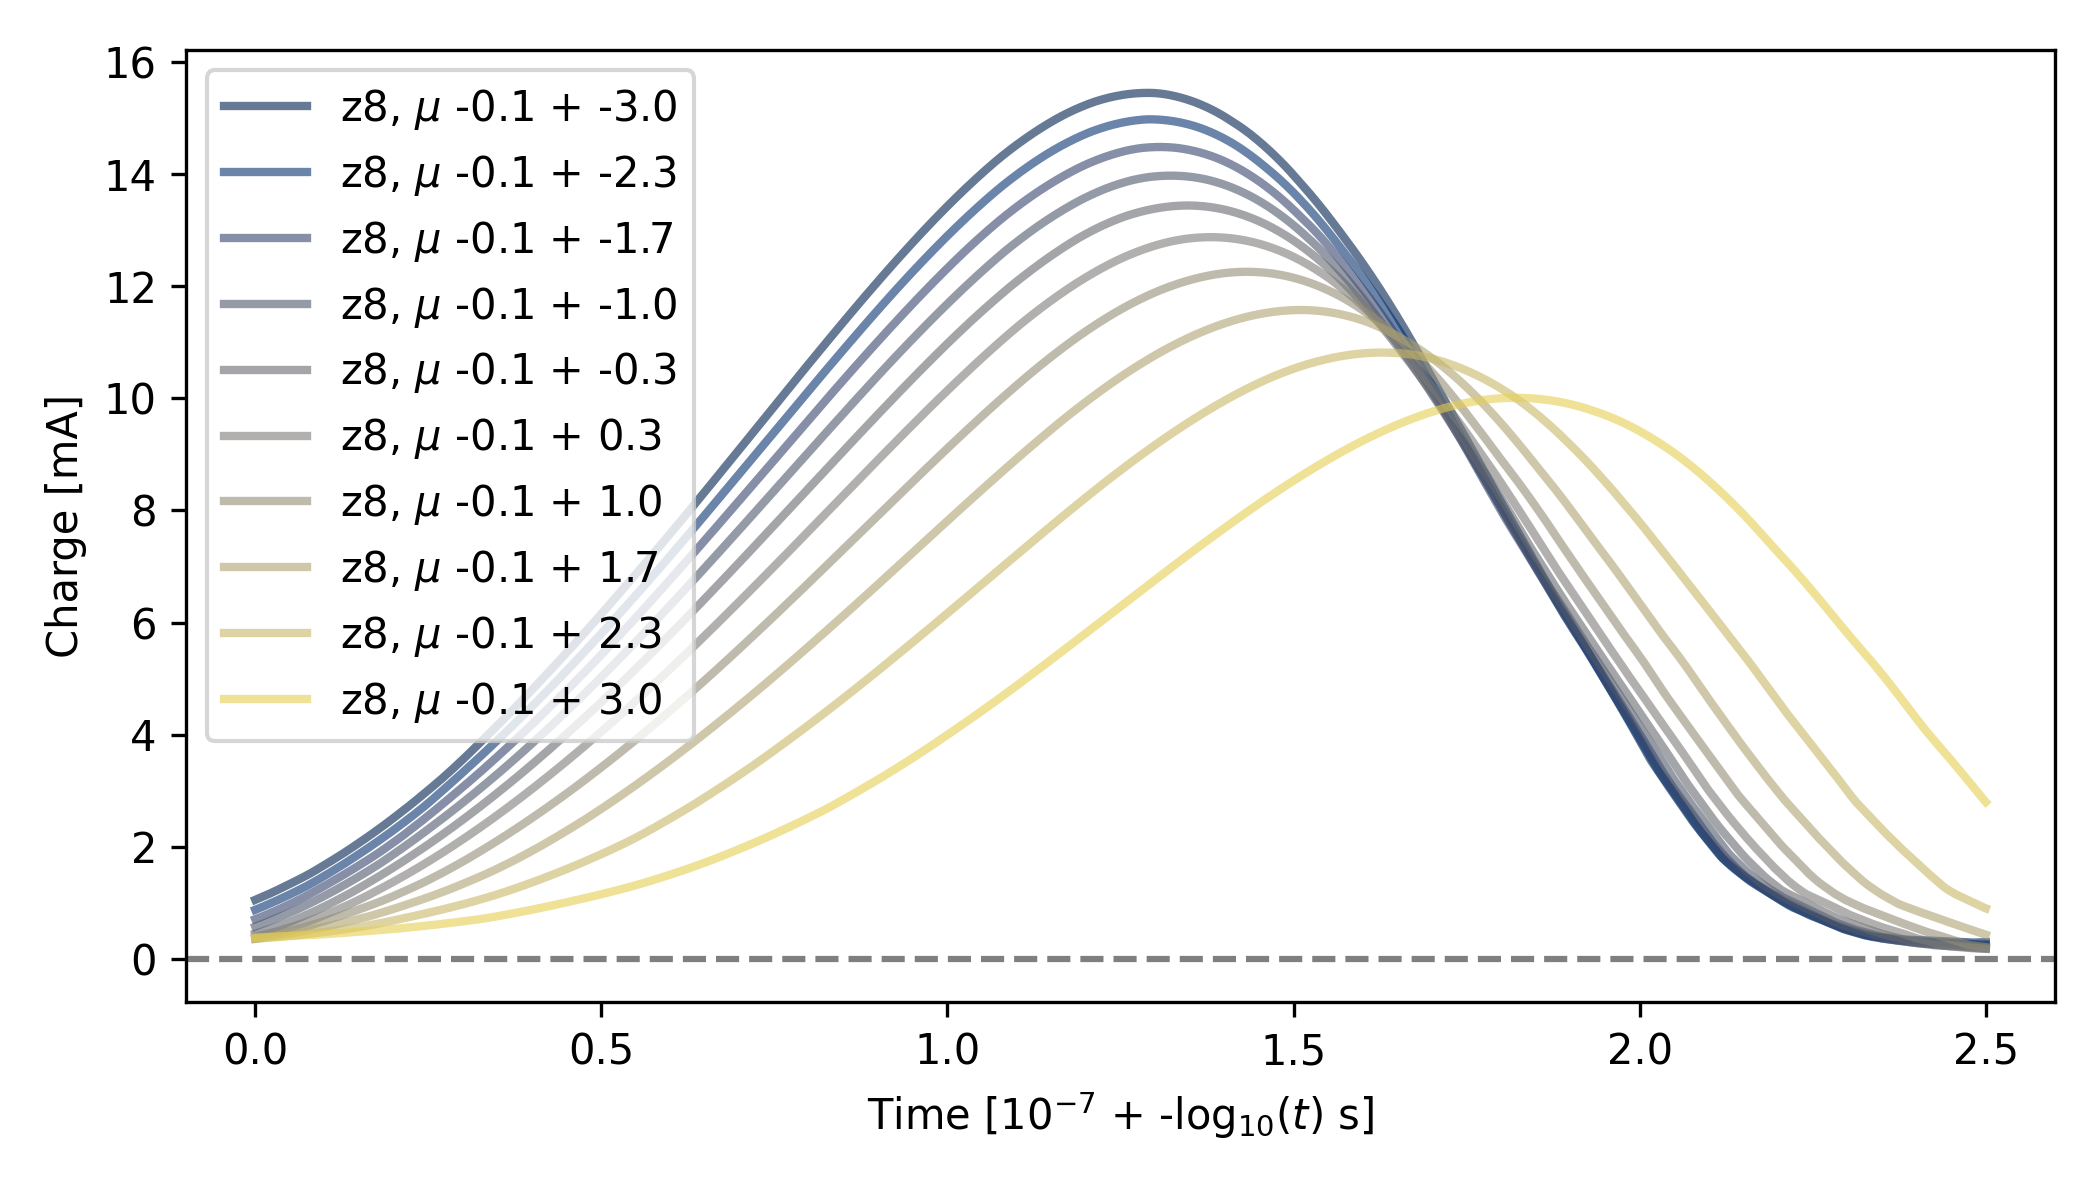 16
14
12
10
8
6
4
2
0
Charge [mA]
z8, μ -0.1 + -3.0
z8, μ -0.1 + -2.3
z8, μ -0.1 + -1.7
z8, μ -0.1 + -1.0
z8, μ -0.1 + -0.3
z8, μ -0.1 + 0.3
z8, μ -0.1 + 1.0
z8, μ -0.1 + 1.7
z8, μ -0.1 + 2.3
z8, μ -0.1 + 3.0
0.0 0.5 1.0 1.5 2.0 2.5
Time [10⁻⁷ + -log₁₀(t) s]